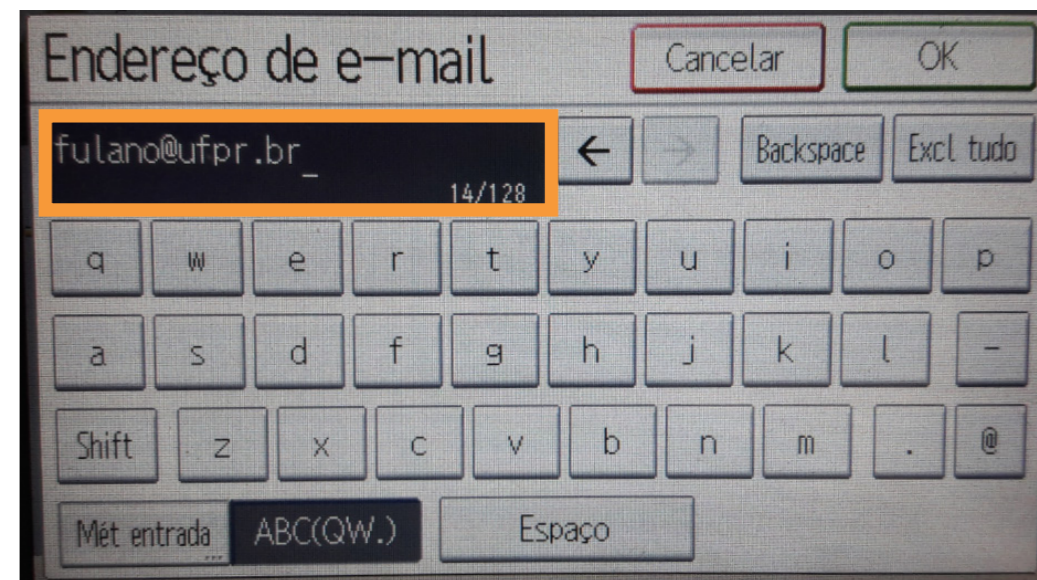 Endereço de e-mail Cancelar OK
fulano@ufpr.br_ ← → Backspace Excl tudo
14/128
q w e r t y u i o p
a s d f g h j k l -
Shift z x c v b n m . @
Mét entrada... ABC(QW.) Espaço